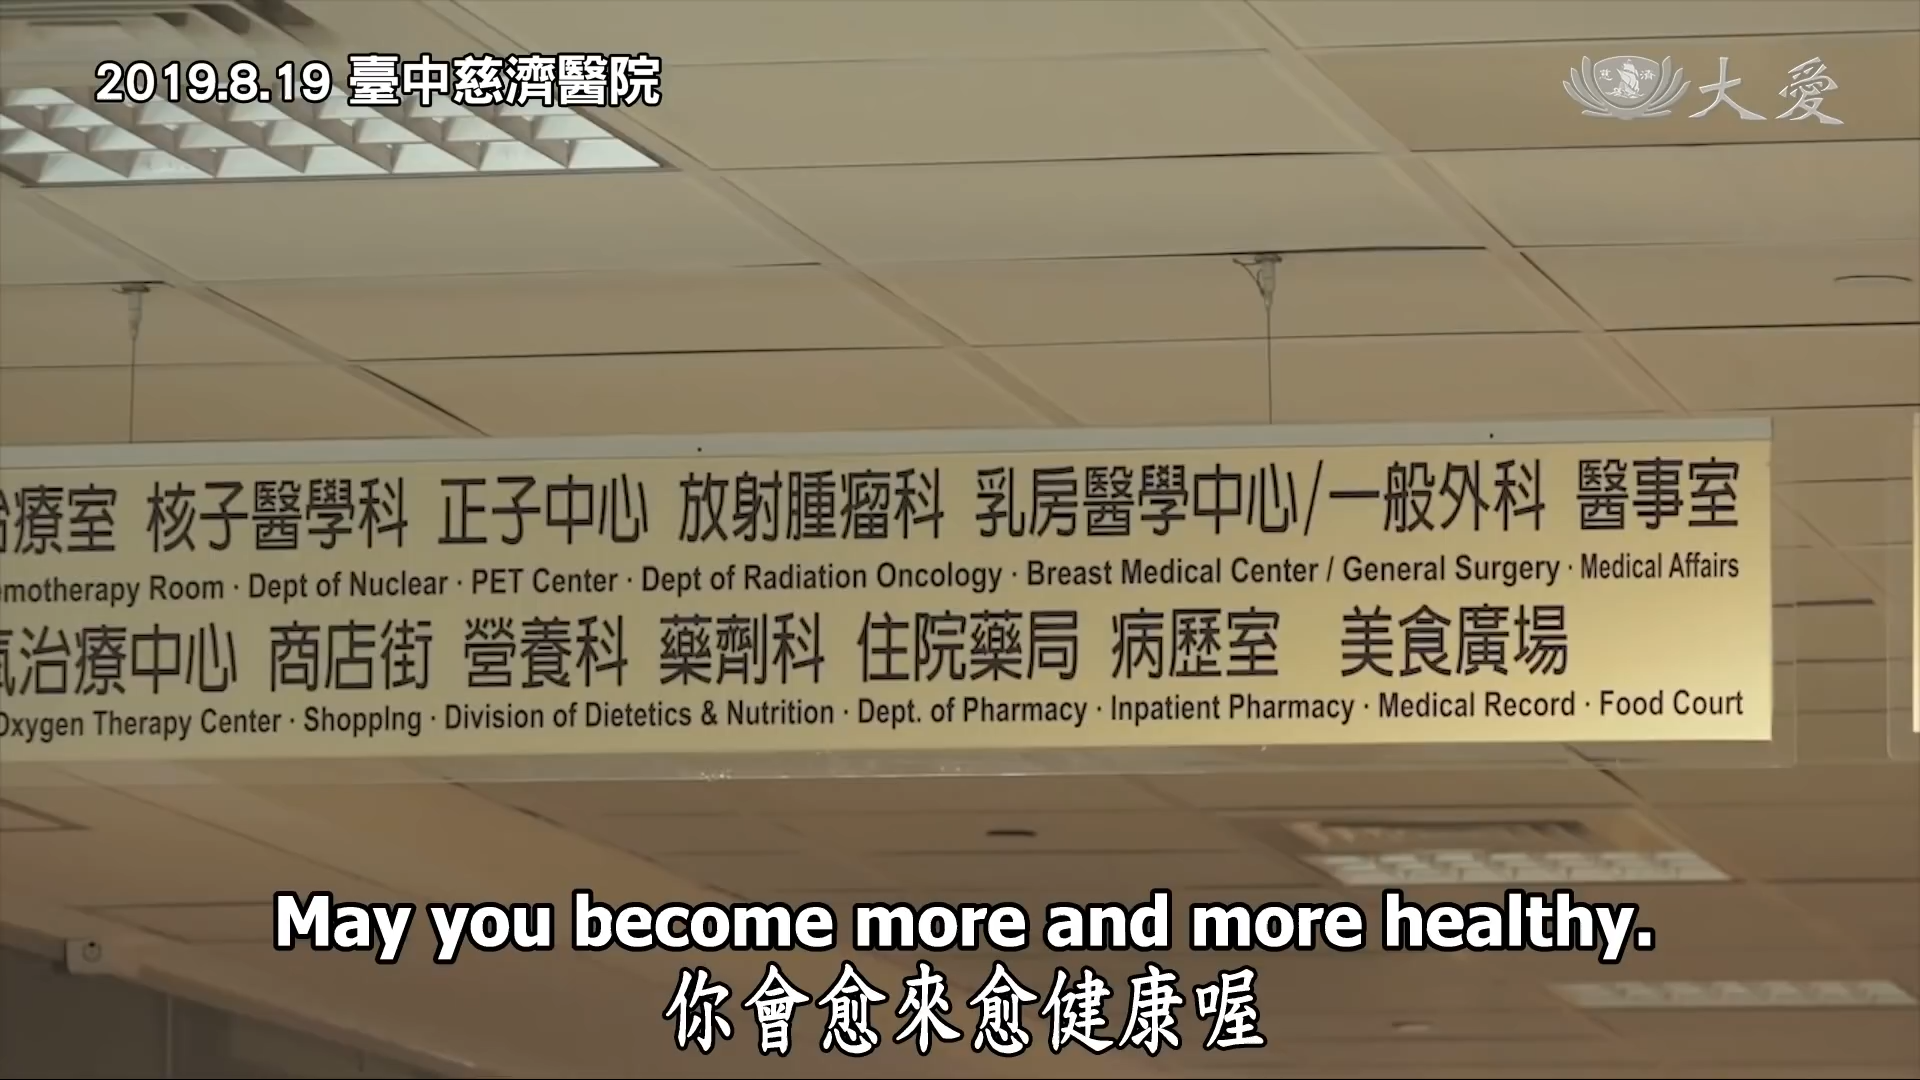 2019.8.19 臺中慈濟醫院
大愛
治療室 核子醫學科 正子中心 放射腫瘤科 乳房醫學中心/一般外科 醫事室
Room · Dept of Nuclear · PET Center · Dept of Radiation Oncology · Breast Medical Center / General Surgery · Medical Affairs
治療中心 商店街 營養科 藥劑科 住院藥局 病歷室 美食廣場
Oxygen Therapy Center · Shopping · Division of Dietetics & Nutrition · Dept. of Pharmacy · Inpatient Pharmacy · Medical Record · Food Court
May you become more and more healthy.
你會愈來愈健康喔